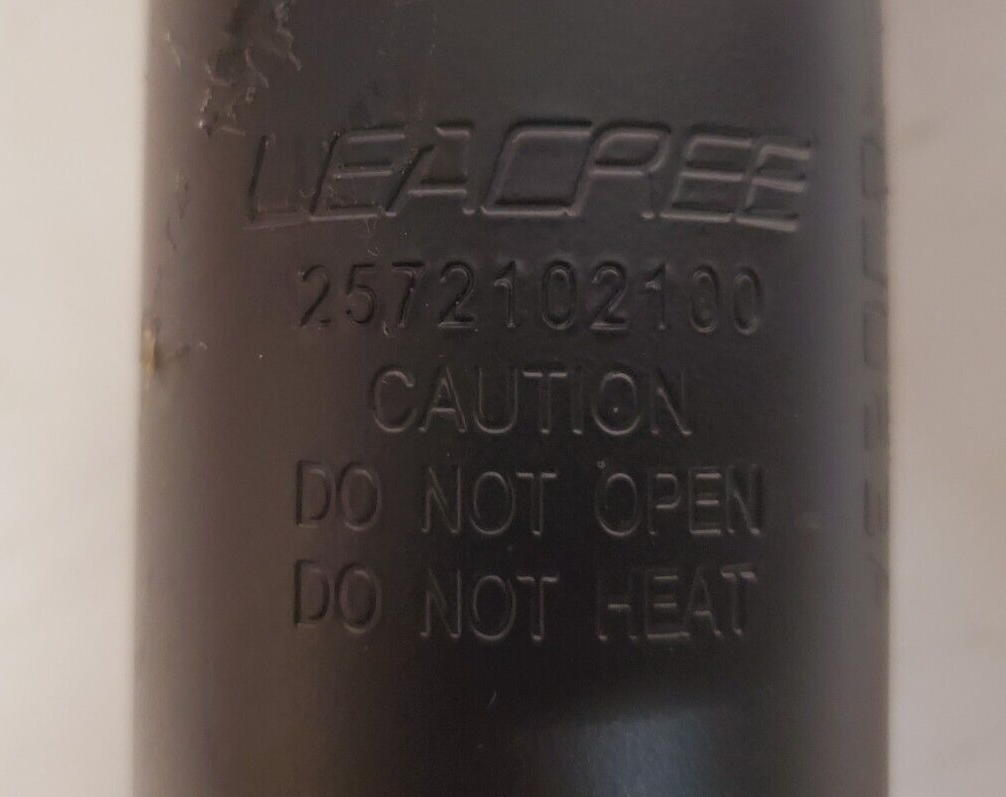 LEACREE
2572102100
CAUTION
DO NOT OPEN
DO NOT HEAT